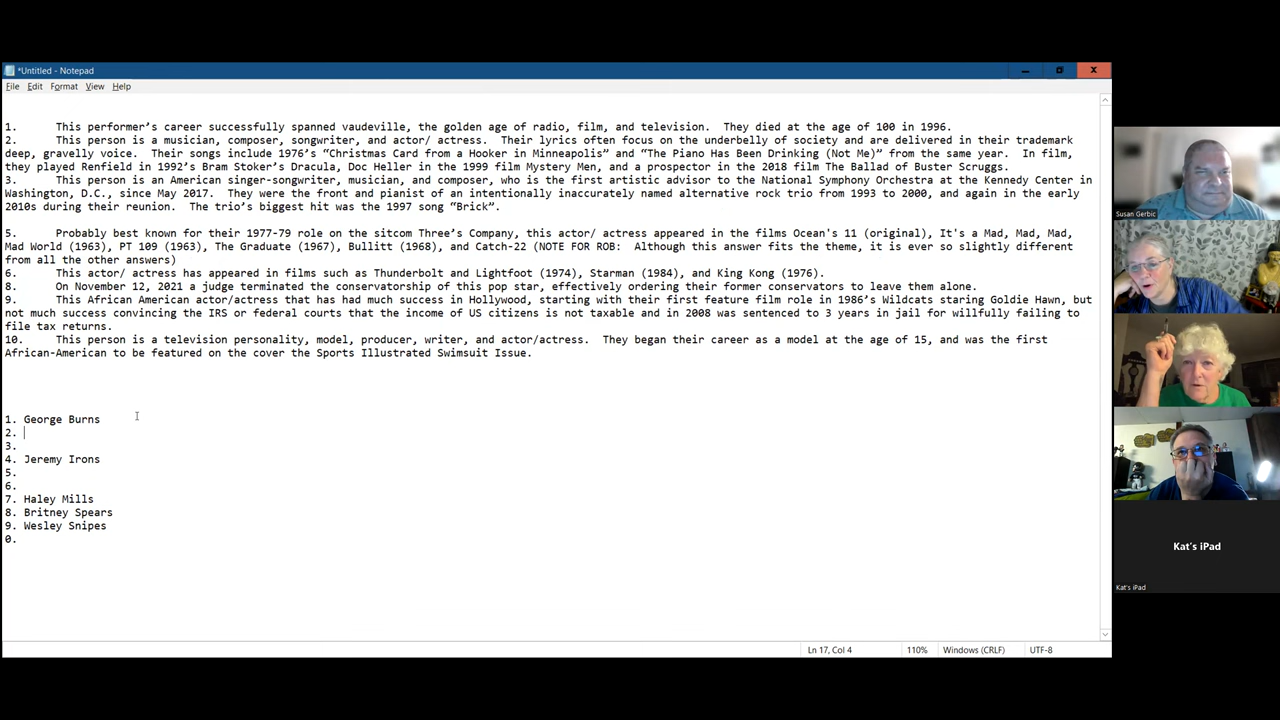 *Untitled - Notepad
File Edit Format View Help
1. This performer’s career successfully spanned vaudeville, the golden age of radio, film, and television. They died at the age of 100 in 1996.
2. This person is a musician, composer, songwriter, and actor/ actress. Their lyrics often focus on the underbelly of society and are delivered in their trademark
deep, gravelly voice. Their songs include 1976’s “Christmas Card from a Hooker in Minneapolis” and “The Piano Has Been Drinking (Not Me)” from the same year. In film,
they played Renfield in 1992’s Bram Stoker’s Dracula, Doc Heller in the 1999 film Mystery Men, and a prospector in the 2018 film The Ballad of Buster Scruggs.
3. This person is an American singer-songwriter, musician, and composer, who is the first artistic advisor to the National Symphony Orchestra at the Kennedy Center in
Washington, D.C., since May 2017. They were the front and pianist of an intentionally inaccurately named alternative rock trio from 1993 to 2000, and again in the early
2010s during their reunion. The trio’s biggest hit was the 1997 song “Brick”.
5. Probably best known for their 1977-79 role on the sitcom Three’s Company, this actor/ actress appeared in the films Ocean's 11 (original), It's a Mad, Mad, Mad,
Mad World (1963), PT 109 (1963), The Graduate (1967), Bullitt (1968), and Catch-22 (NOTE FOR ROB: Although this answer fits the theme, it is ever so slightly different
from all the other answers)
6. This actor/ actress has appeared in films such as Thunderbolt and Lightfoot (1974), Starman (1984), and King Kong (1976).
8. On November 12, 2021 a judge terminated the conservatorship of this pop star, effectively ordering their former conservators to leave them alone.
9. This African American actor/actress that has had much success in Hollywood, starting with their first feature film role in 1986’s Wildcats staring Goldie Hawn, but
not much success convincing the IRS or federal courts that the income of US citizens is not taxable and in 2008 was sentenced to 3 years in jail for willfully failing to
file tax returns.
10. This person is a television personality, model, producer, writer, and actor/actress. They began their career as a model at the age of 15, and was the first
African-American to be featured on the cover the Sports Illustrated Swimsuit Issue.
1. George Burns
2.
3.
4. Jeremy Irons
5.
6.
7. Haley Mills
8. Britney Spears
9. Wesley Snipes
0.
Ln 17, Col 4 110% Windows (CRLF) UTF-8
Susan Gerbic
Kat's iPad
Kat's iPad